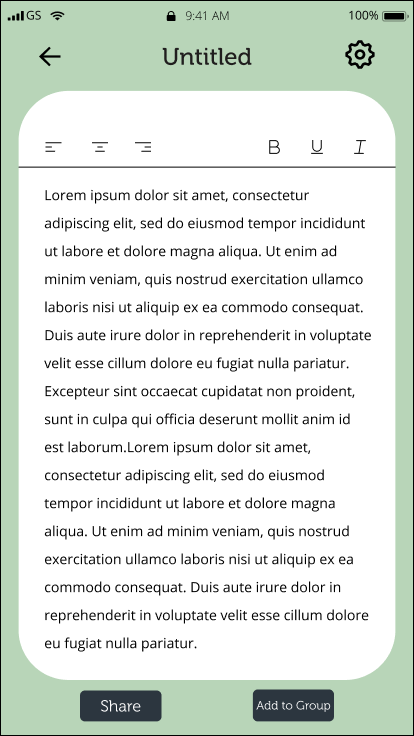 GS 9:41 AM 100%
Untitled
B U I
Lorem ipsum dolor sit amet, consectetur
adipiscing elit, sed do eiusmod tempor incididunt
ut labore et dolore magna aliqua. Ut enim ad
minim veniam, quis nostrud exercitation ullamco
laboris nisi ut aliquip ex ea commodo consequat.
Duis aute irure dolor in reprehenderit in voluptate
velit esse cillum dolore eu fugiat nulla pariatur.
Excepteur sint occaecat cupidatat non proident,
sunt in culpa qui officia deserunt mollit anim id
est laborum.Lorem ipsum dolor sit amet,
consectetur adipiscing elit, sed do eiusmod
tempor incididunt ut labore et dolore magna
aliqua. Ut enim ad minim veniam, quis nostrud
exercitation ullamco laboris nisi ut aliquip ex ea
commodo consequat. Duis aute irure dolor in
reprehenderit in voluptate velit esse cillum dolore
eu fugiat nulla pariatur.
Share Add to Group